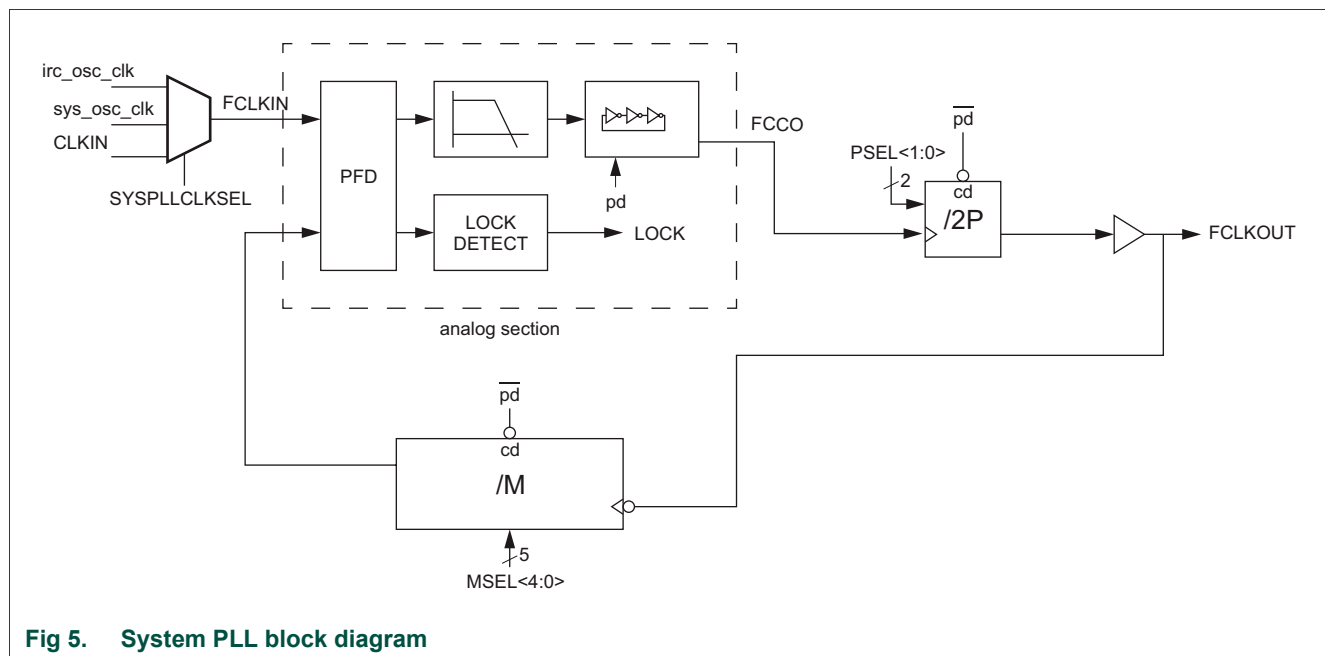 irc_osc_clk
sys_osc_clk
CLKIN
SYSPLLCLKSEL
FCLKIN
PFD
LOCK
DETECT
LOCK
pd
analog section
FCCO
pd
PSEL<1:0>
2
cd
/2P
FCLKOUT
pd
cd
/M
5
MSEL<4:0>
Fig 5. System PLL block diagram